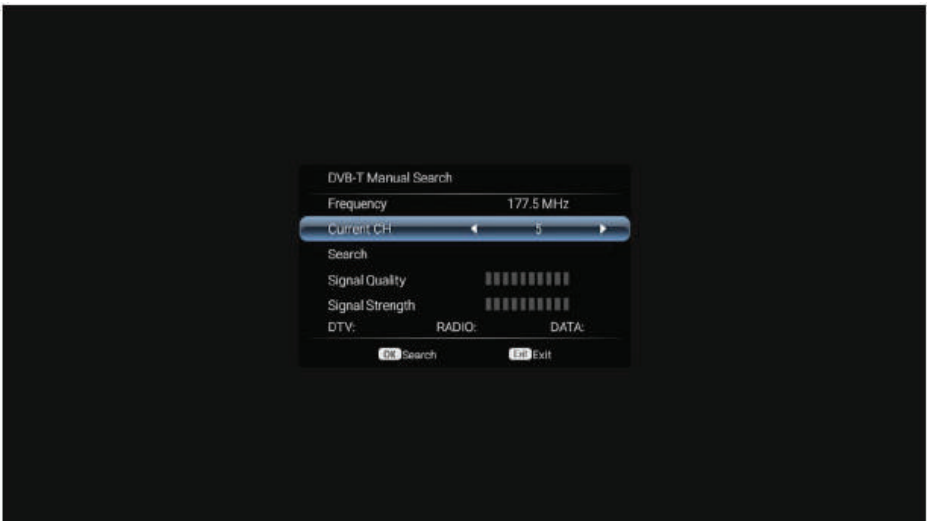 DVB-T Manual Search
Frequency 177.5 MHz
Current CH 5
Search
Signal Quality
Signal Strength
DTV: RADIO: DATA:
OK Search Exit Exit